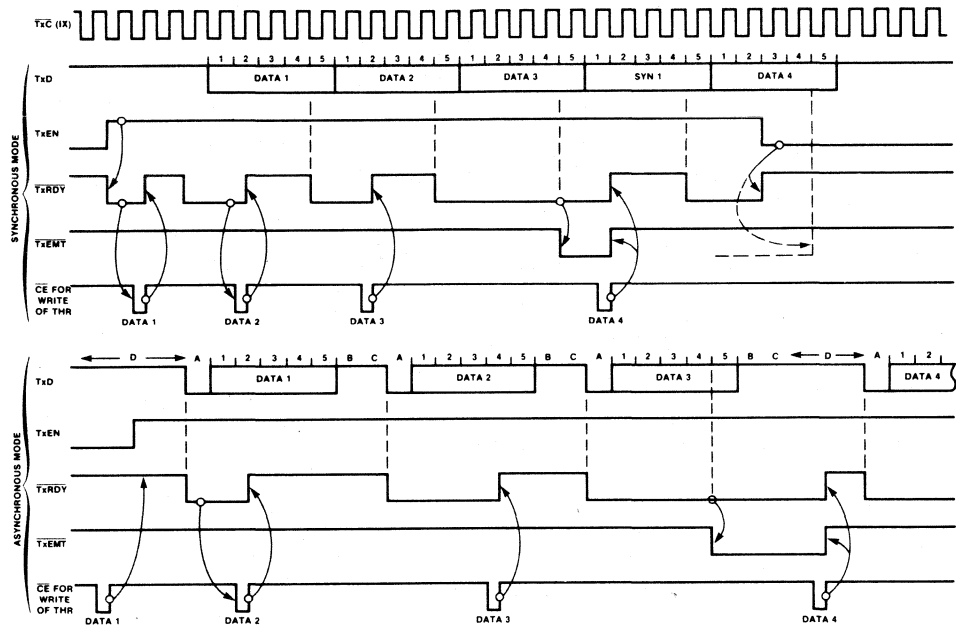 TxC (IX)
SYNCHRONOUS MODE
1 2 3 4 5 1 2 3 4 5 1 2 3 4 5 1 2 3 4 5 1 2 3 4 5
TxD DATA 1 DATA 2 DATA 3 SYN 1 DATA 4
TxEN
TxRDY
TxEMT
CE FOR
WRITE
OF THR
DATA 1 DATA 2 DATA 3 DATA 4
ASYNCHRONOUS MODE
D A 1 2 3 4 5 B C A 1 2 3 4 5 B C A 1 2 3 4 5 B C D A 1 2
TxD DATA 1 DATA 2 DATA 3 DATA 4
TxEN
TxRDY
TxEMT
CE FOR
WRITE
OF THR
DATA 1 DATA 2 DATA 3 DATA 4